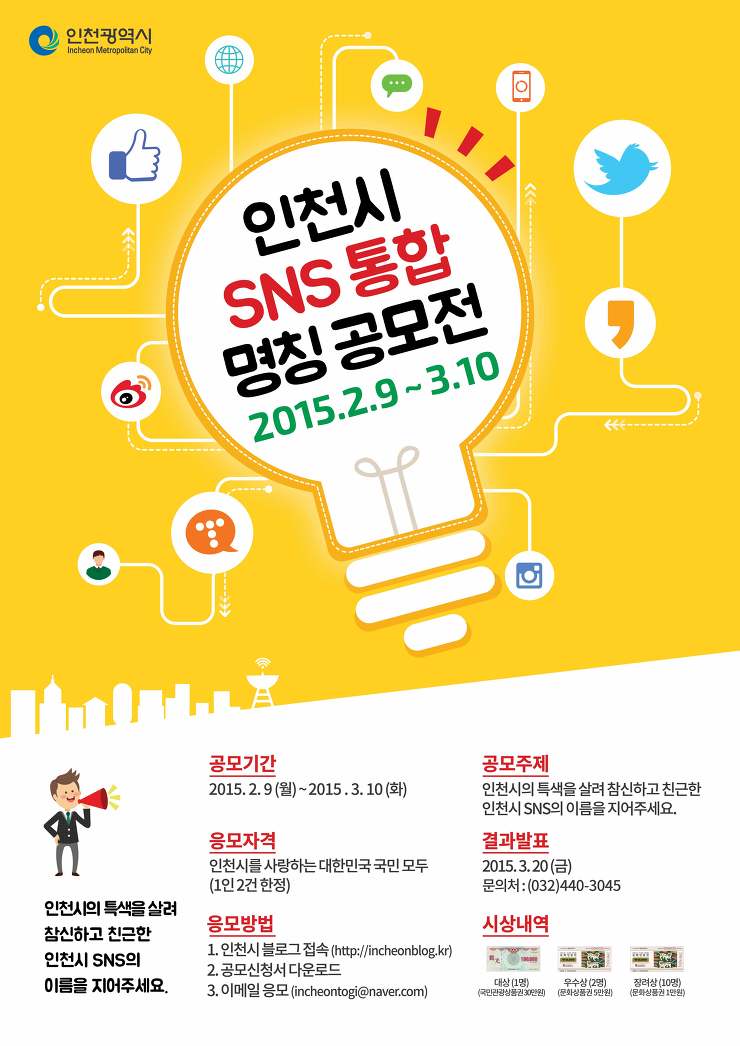 인천광역시
Incheon Metropolitan City
인천시
SNS 통합
명칭 공모전
2015.2.9 ~ 3.10
인천시의 특색을 살려
참신하고 친근한
인천시 SNS의
이름을 지어주세요.
공모기간
2015. 2. 9 (월) ~ 2015 . 3. 10 (화)
응모자격
인천시를 사랑하는 대한민국 국민 모두
(1인 2건 한정)
응모방법
1. 인천시 블로그 접속 (http://incheonblog.kr)
2. 공모신청서 다운로드
3. 이메일 응모 (incheontogi@naver.com)
공모주제
인천시의 특색을 살려 참신하고 친근한
인천시 SNS의 이름을 지어주세요.
결과발표
2015. 3. 20 (금)
문의처 : (032)440-3045
시상내역
대상 (1명)
(국민관광상품권 30만원)
우수상 (2명)
(문화상품권 5만원)
장려상 (10명)
(문화상품권 1만원)